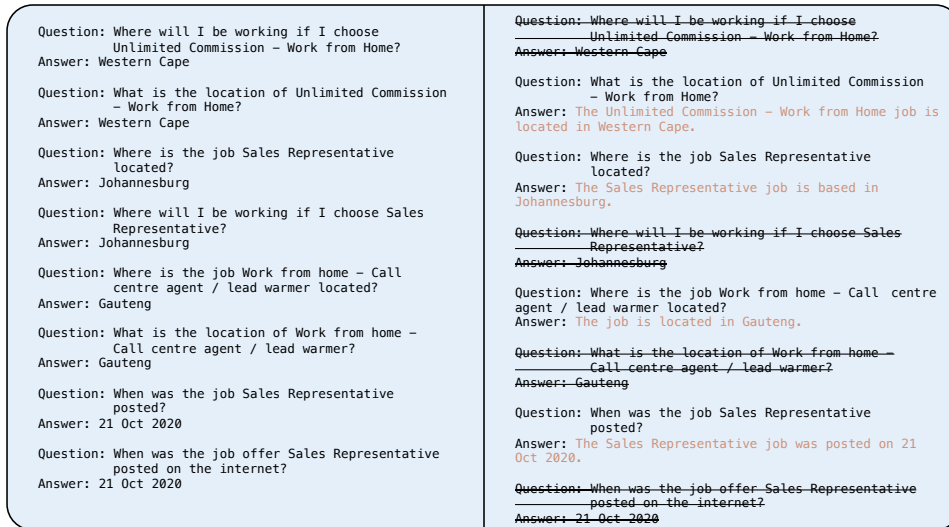 Question: Where will I be working if I choose
Unlimited Commission – Work from Home?
Answer: Western Cape
Question: What is the location of Unlimited Commission
– Work from Home?
Answer: Western Cape
Question: Where is the job Sales Representative
located?
Answer: Johannesburg
Question: Where will I be working if I choose Sales
Representative?
Answer: Johannesburg
Question: Where is the job Work from home – Call
centre agent / lead warmer located?
Answer: Gauteng
Question: What is the location of Work from home –
Call centre agent / lead warmer?
Answer: Gauteng
Question: When was the job Sales Representative
posted?
Answer: 21 Oct 2020
Question: When was the job offer Sales Representative
posted on the internet?
Answer: 21 Oct 2020
Question: Where will I be working if I choose
Unlimited Commission – Work from Home?
Answer: Western Cape
Question: What is the location of Unlimited Commission
– Work from Home?
Answer: The Unlimited Commission – Work from Home job is
located in Western Cape.
Question: Where is the job Sales Representative
located?
Answer: The Sales Representative job is based in
Johannesburg.
Question: Where will I be working if I choose Sales
Representative?
Answer: Johannesburg
Question: Where is the job Work from home – Call centre
agent / lead warmer located?
Answer: The job is located in Gauteng.
Question: What is the location of Work from home –
Call centre agent / lead warmer?
Answer: Gauteng
Question: When was the job Sales Representative
posted?
Answer: The Sales Representative job was posted on 21
Oct 2020.
Question: When was the job offer Sales Representative
posted on the internet?
Answer: 21 Oct 2020